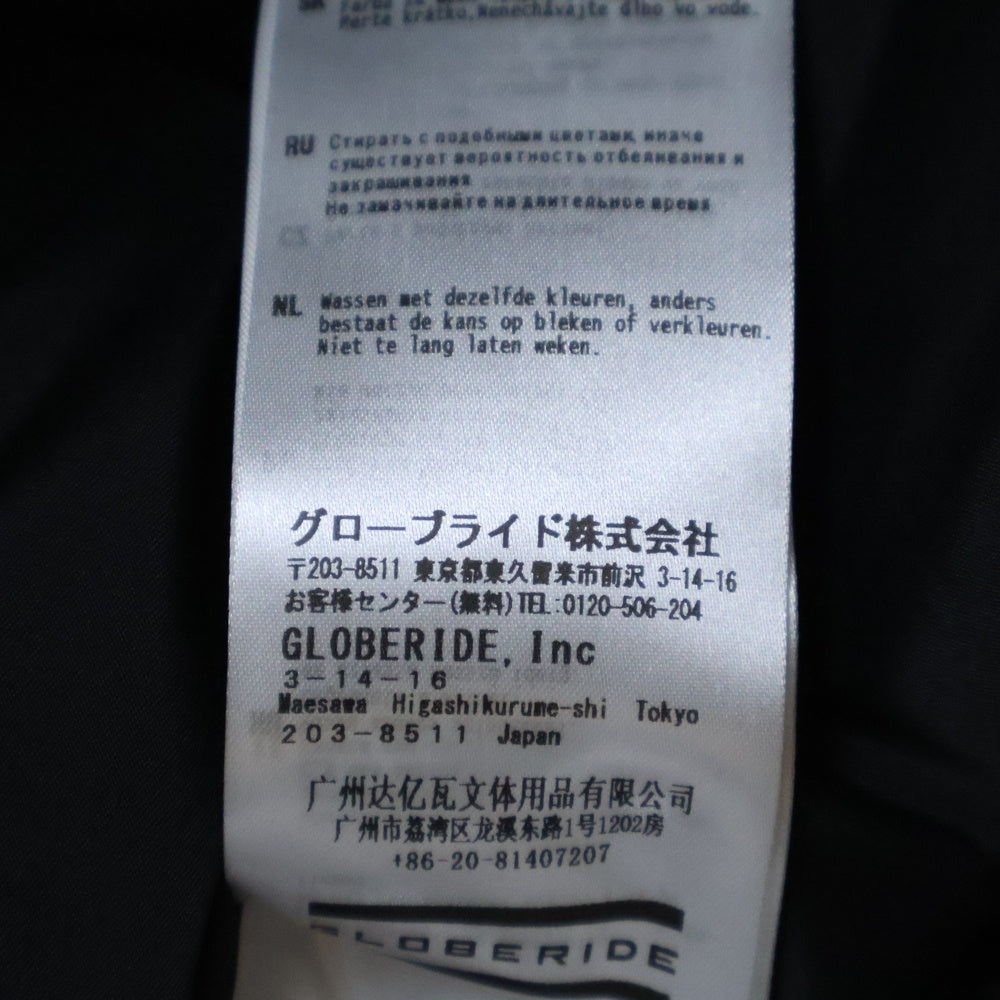 Perte krátko, Nenechávajte dlho vo vode.
RU Стирать с подобными цветами, иначе
существует вероятность отбеливания и
закрашивания
Не замачивайте на длительное время
NL Wassen met dezelfde kleuren, anders
bestaat de kans op bleken of verkleuren.
Niet te lang laten weken.
グローブライド株式会社
〒203-8511 東京都東久留米市前沢 3-14-16
お客様センター(無料)TEL:0120-506-204
GLOBERIDE, Inc
3-14-16
Maesawa Higashikurume-shi Tokyo
203-8511 Japan
广州达亿瓦文体用品有限公司
广州市荔湾区龙溪东路1号1202房
+86-20-81407207
GLOBERIDE